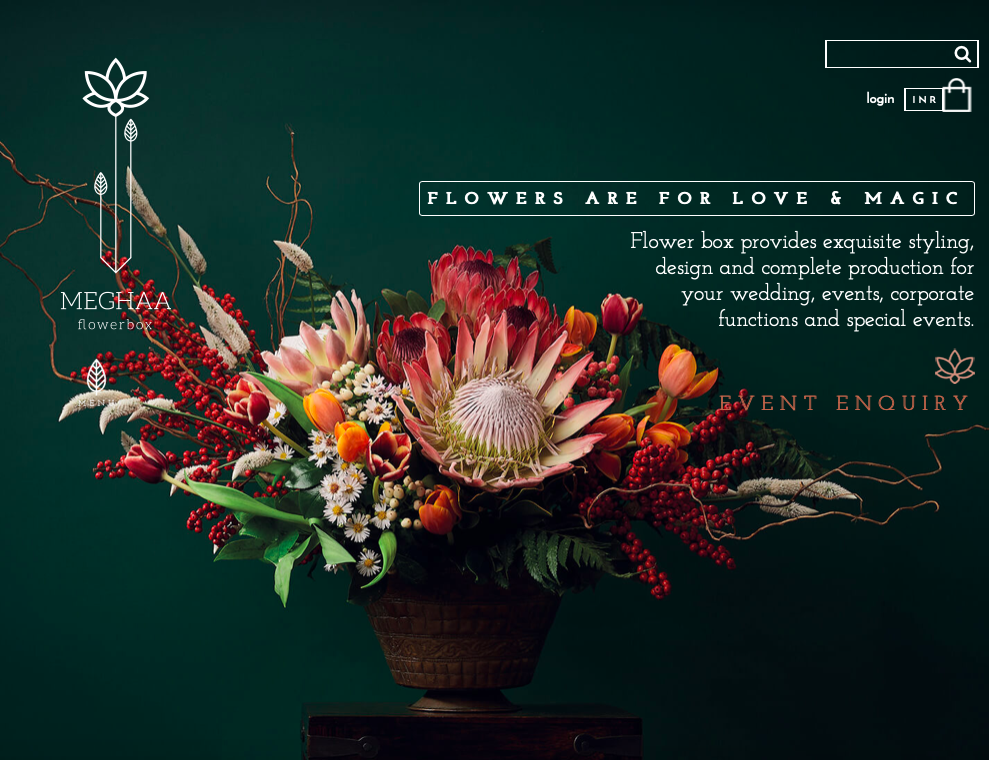 login
INR
FLOWERS ARE FOR LOVE & MAGIC
Flower box provides exquisite styling,
design and complete production for
your wedding, events, corporate
functions and special events.
MEGHAA
flowerbox
MENU
EVENT ENQUIRY